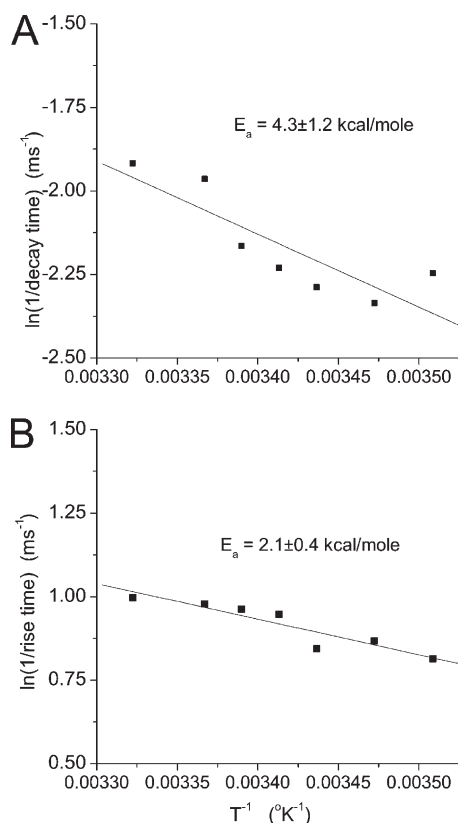 A
-1.50
-1.75
-2.00
-2.25
-2.50
ln(1/decay time) (ms⁻¹)
Eₐ = 4.3±1.2 kcal/mole
0.00330 0.00335 0.00340 0.00345 0.00350
B
1.50
1.25
1.00
0.75
0.50
ln(1/rise time) (ms⁻¹)
Eₐ = 2.1±0.4 kcal/mole
0.00330 0.00335 0.00340 0.00345 0.00350
T⁻¹ (°K⁻¹)